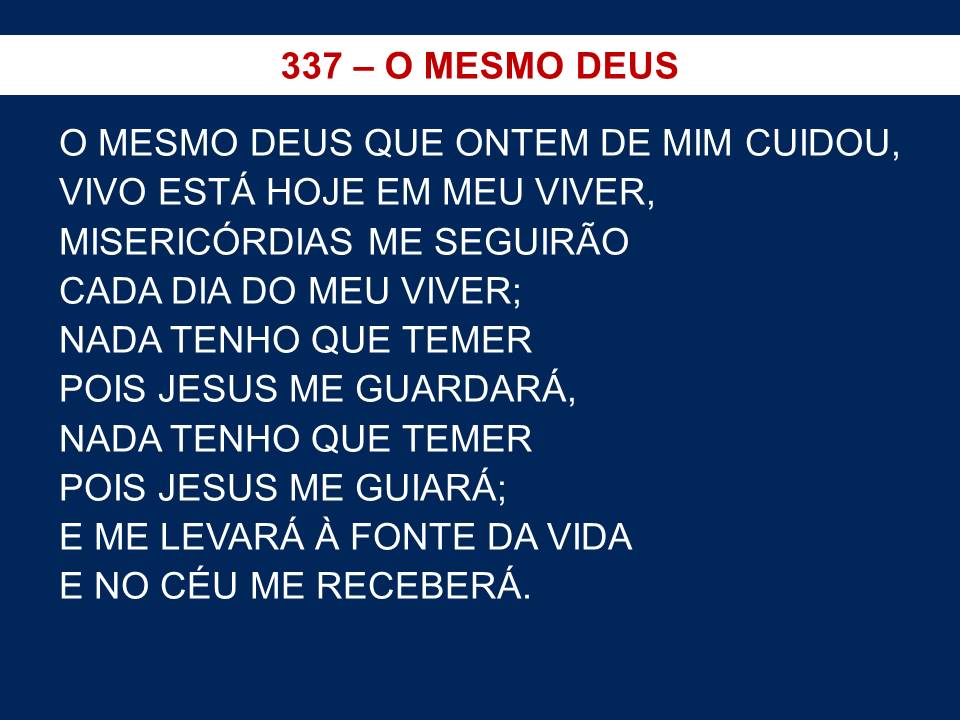 337 – O MESMO DEUS
O MESMO DEUS QUE ONTEM DE MIM CUIDOU,
VIVO ESTÁ HOJE EM MEU VIVER,
MISERICÓRDIAS ME SEGUIRÃO
CADA DIA DO MEU VIVER;
NADA TENHO QUE TEMER
POIS JESUS ME GUARDARÁ,
NADA TENHO QUE TEMER
POIS JESUS ME GUIARÁ;
E ME LEVARÁ À FONTE DA VIDA
E NO CÉU ME RECEBERÁ.